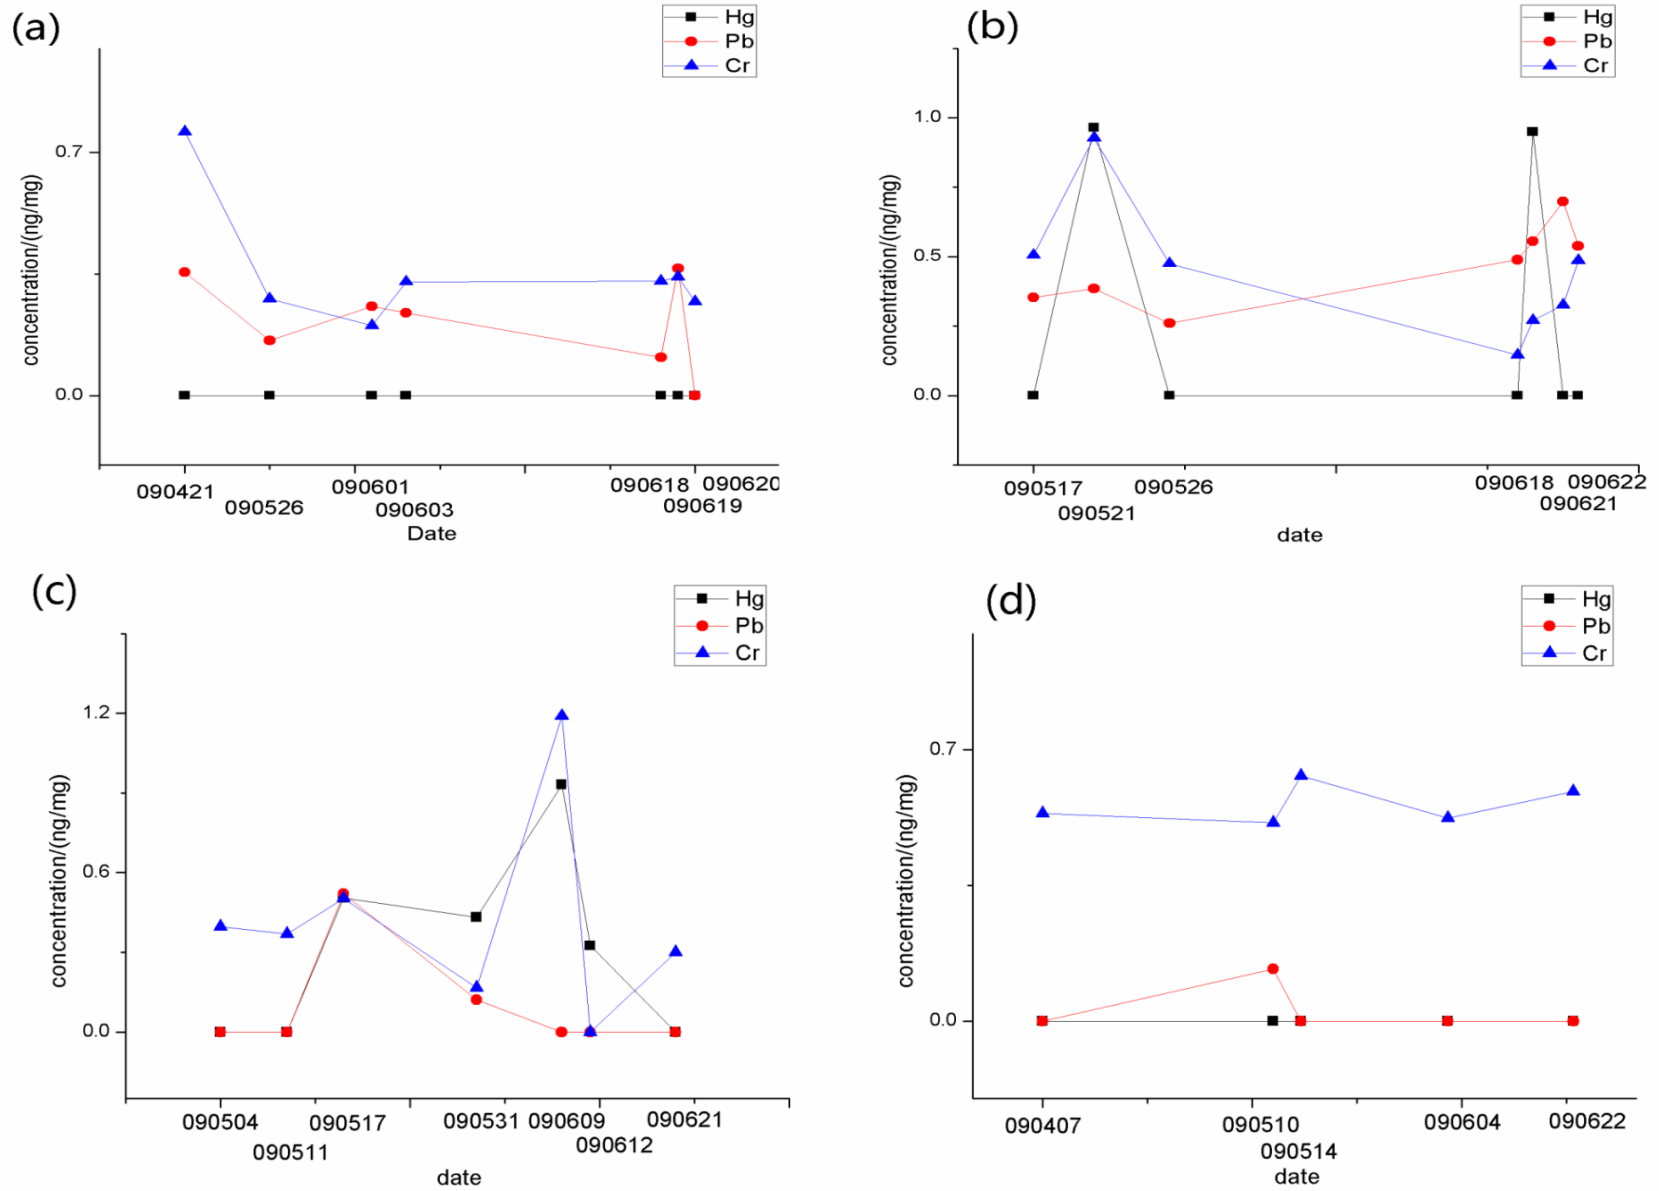 (a)
Hg
Pb
Cr
0.7
0.0
concentration/(ng/mg)
090421
090526
090601
090603
090618
090619
090620
Date
(b)
Hg
Pb
Cr
1.0
0.5
0.0
concentration/(ng/mg)
090517
090521
090526
090618
090621
090622
date
(c)
Hg
Pb
Cr
1.2
0.6
0.0
concentration/(ng/mg)
090504
090511
090517
090531
090609
090612
090621
date
(d)
Hg
Pb
Cr
0.7
0.0
concentration/(ng/mg)
090407
090510
090514
090604
090622
date